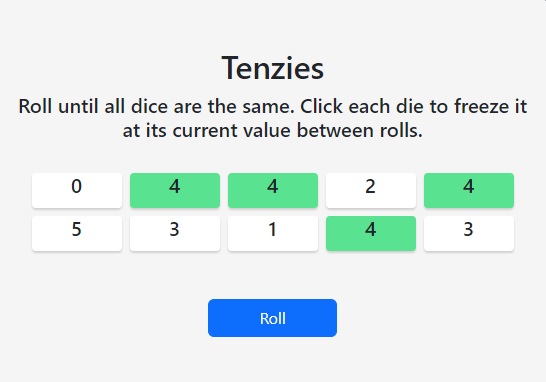 Tenzies
Roll until all dice are the same. Click each die to freeze it
at its current value between rolls.
0 4 4 2 4
5 3 1 4 3
Roll